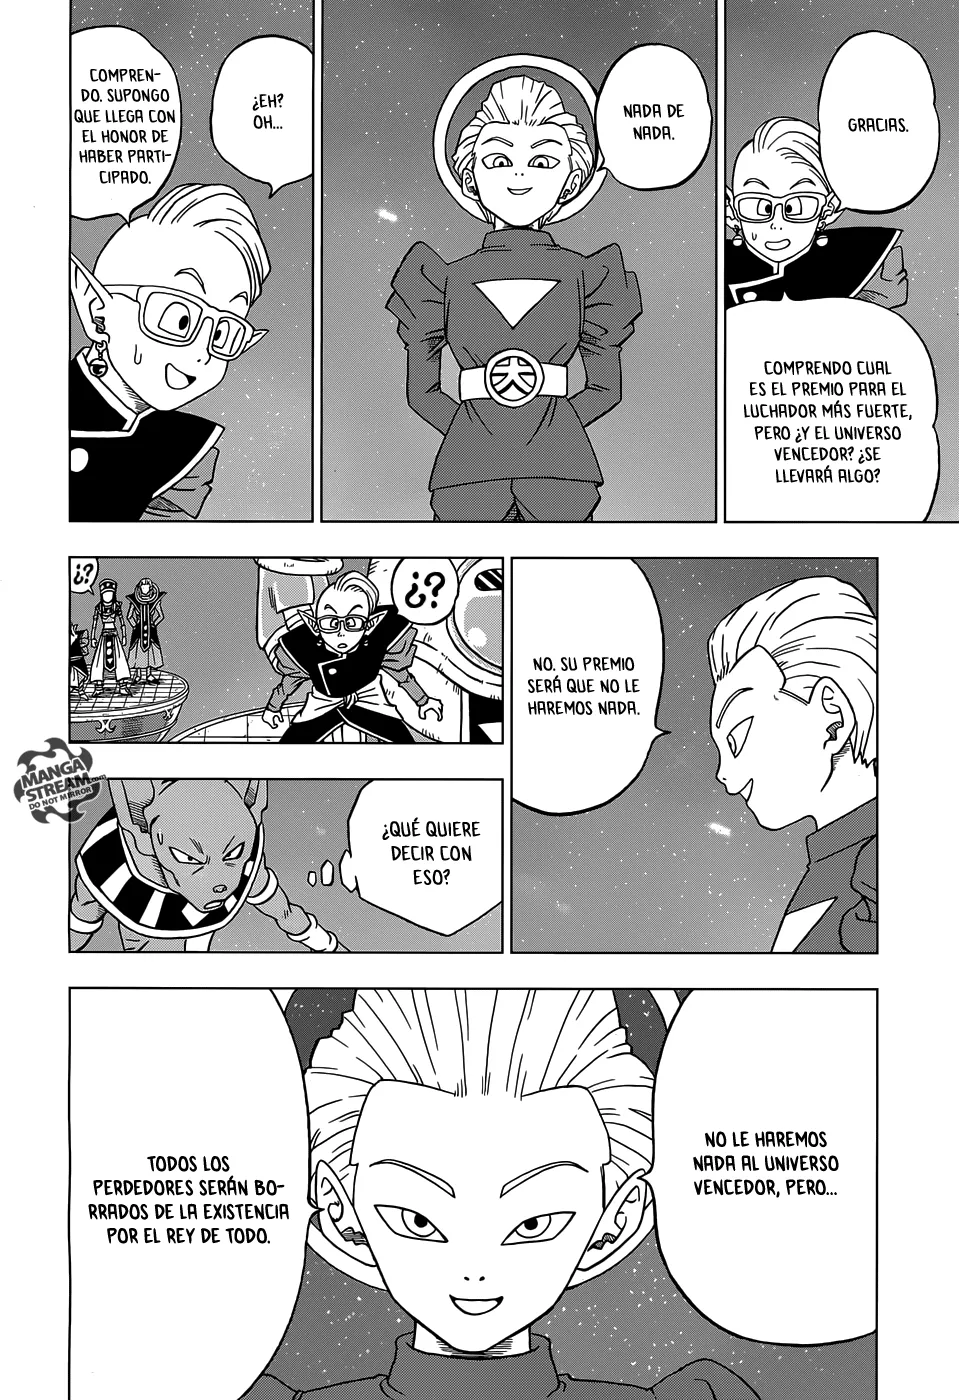 GRACIAS.
COMPRENDO CUAL
ES EL PREMIO PARA EL
LUCHADOR MÁS FUERTE,
PERO ¿Y EL UNIVERSO
VENCEDOR? ¿SE
LLEVARÁ ALGO?
NADA DE
NADA.
大
¿EH?
OH...
COMPREN-
DO. SUPONGO
QUE LLEGA CON
EL HONOR DE
HABER PARTI-
CIPADO.
NO. SU PREMIO
SERÁ QUE NO LE
HAREMOS NADA.
¿?
¿?
¿QUÉ QUIERE
DECIR CON
ESO?
MANGA
STREAM.com
DO NOT MIRROR
NO LE HAREMOS
NADA AL UNIVERSO
VENCEDOR, PERO...
TODOS LOS
PERDEDORES SERÁN BO-
RRADOS DE LA EXISTENCIA
POR EL REY DE TODO.